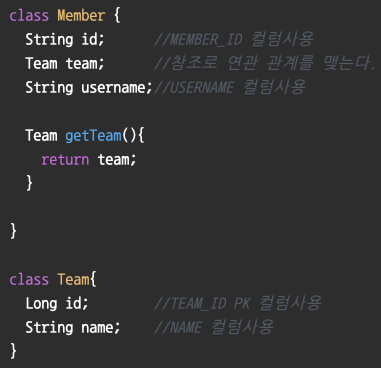 class Member {
  String id;      //MEMBER_ID 컬럼사용
  Team team;      //참조로 연관 관계를 맺는다.
  String username;//USERNAME 컬럼사용

  Team getTeam(){
    return team;
  }

}

class Team{
  Long id;        //TEAM_ID PK 컬럼사용
  String name;    //NAME 컬럼사용
}